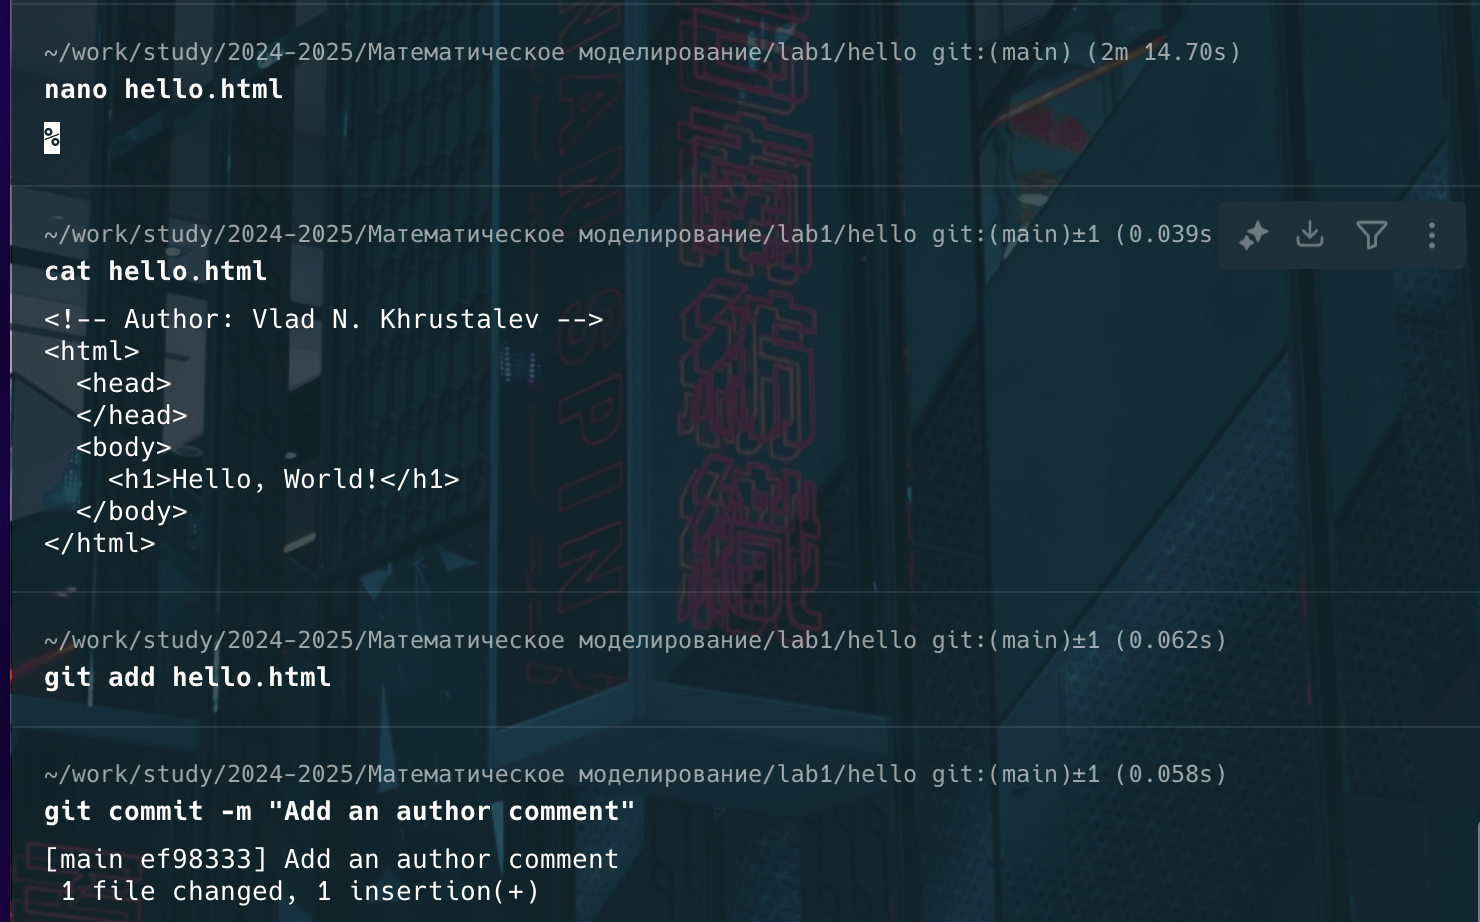 ~/work/study/2024-2025/Математическое моделирование/lab1/hello git:(main) (2m 14.70s)
nano hello.html
%
~/work/study/2024-2025/Математическое моделирование/lab1/hello git:(main)±1 (0.039s
cat hello.html
<!-- Author: Vlad N. Khrustalev -->
<html>
  <head>
  </head>
  <body>
    <h1>Hello, World!</h1>
  </body>
</html>
~/work/study/2024-2025/Математическое моделирование/lab1/hello git:(main)±1 (0.062s)
git add hello.html
~/work/study/2024-2025/Математическое моделирование/lab1/hello git:(main)±1 (0.058s)
git commit -m "Add an author comment"
[main ef98333] Add an author comment
 1 file changed, 1 insertion(+)